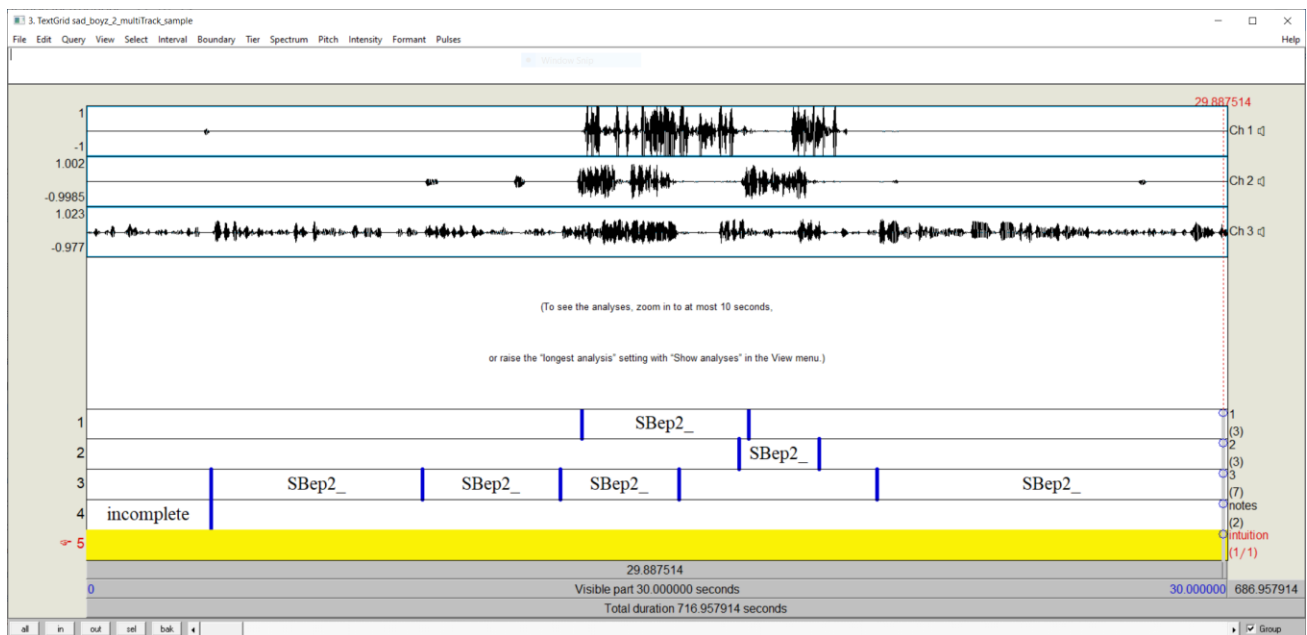 3. TextGrid sad_boyz_2_multiTrack_sample
File Edit Query View Select Interval Boundary Tier Spectrum Pitch Intensity Formant Pulses Help
29.887514
1
-1
Ch 1
1.002
-0.9985
Ch 2
1.023
-0.977
Ch 3
(To see the analyses, zoom in to at most 10 seconds,
or raise the "longest analysis" setting with "Show analyses" in the View menu.)
1 SBep2_ 1
(3)
2 SBep2_ 2
(3)
3 SBep2_ SBep2_ SBep2_ SBep2_ 3
(7)
4 incomplete notes
(2)
5 intuition
(1/1)
29.887514
0 Visible part 30.000000 seconds 30.000000 686.957914
Total duration 716.957914 seconds
all in out sel bak Group